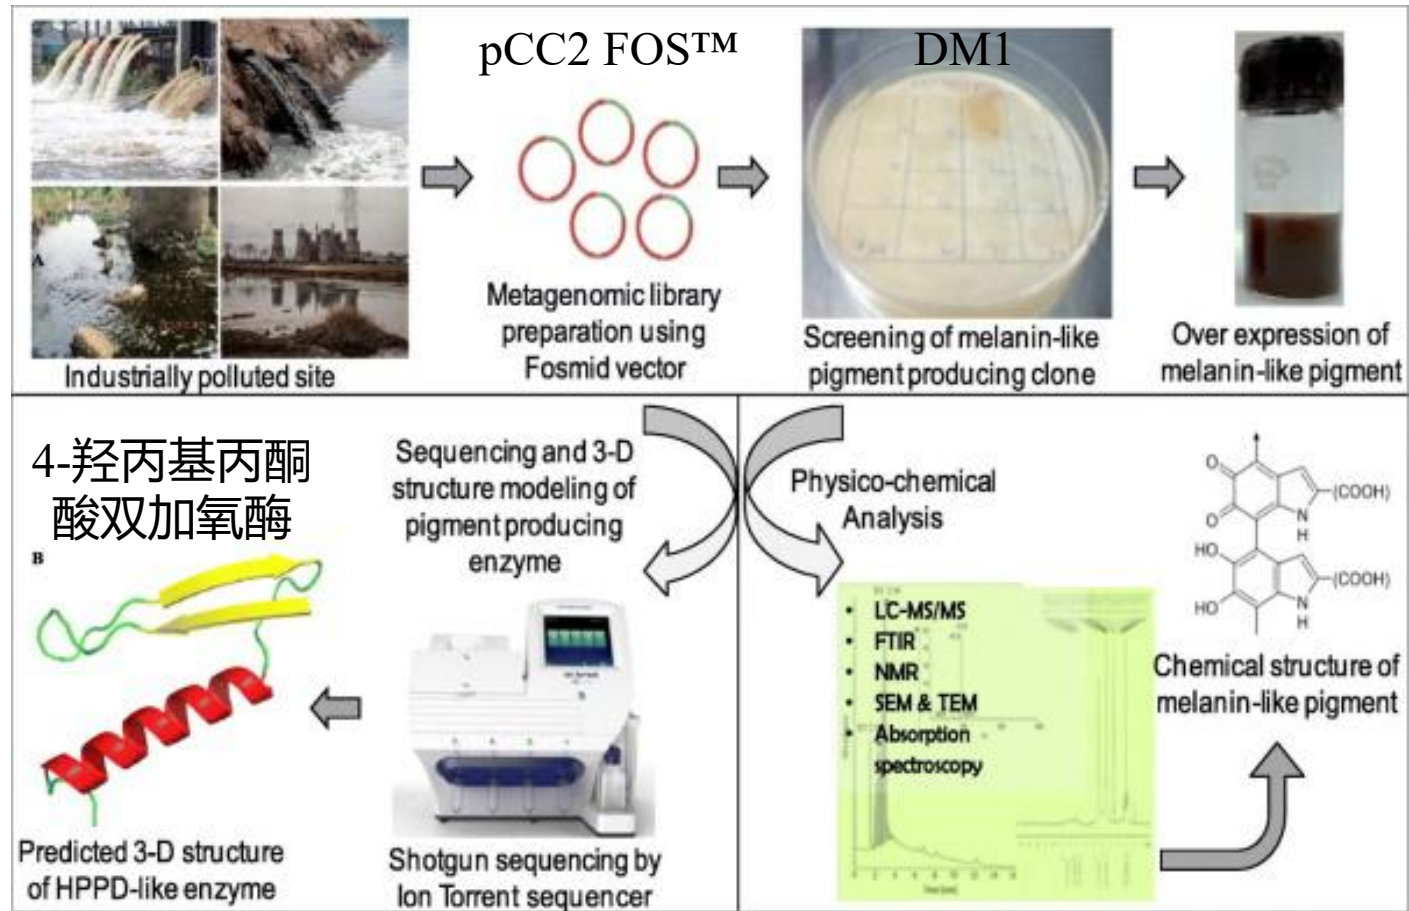 pCC2 FOS™
DM1
A
Industrially polluted site
Metagenomic library
preparation using
Fosmid vector
Screening of melanin-like
pigment producing clone
Over expression of
melanin-like pigment
4-羟丙基丙酮
酸双加氧酶
B
Sequencing and 3-D
structure modeling of
pigment producing
enzyme
Predicted 3-D structure
of HPPD-like enzyme
Shotgun sequencing by
Ion Torrent sequencer
Physico-chemical
Analysis
• LC-MS/MS
• FTIR
• NMR
• SEM & TEM
• Absorption
spectroscopy
O
(COOH)
O
N
H
HO
(COOH)
HO
N
H
Chemical structure of
melanin-like pigment